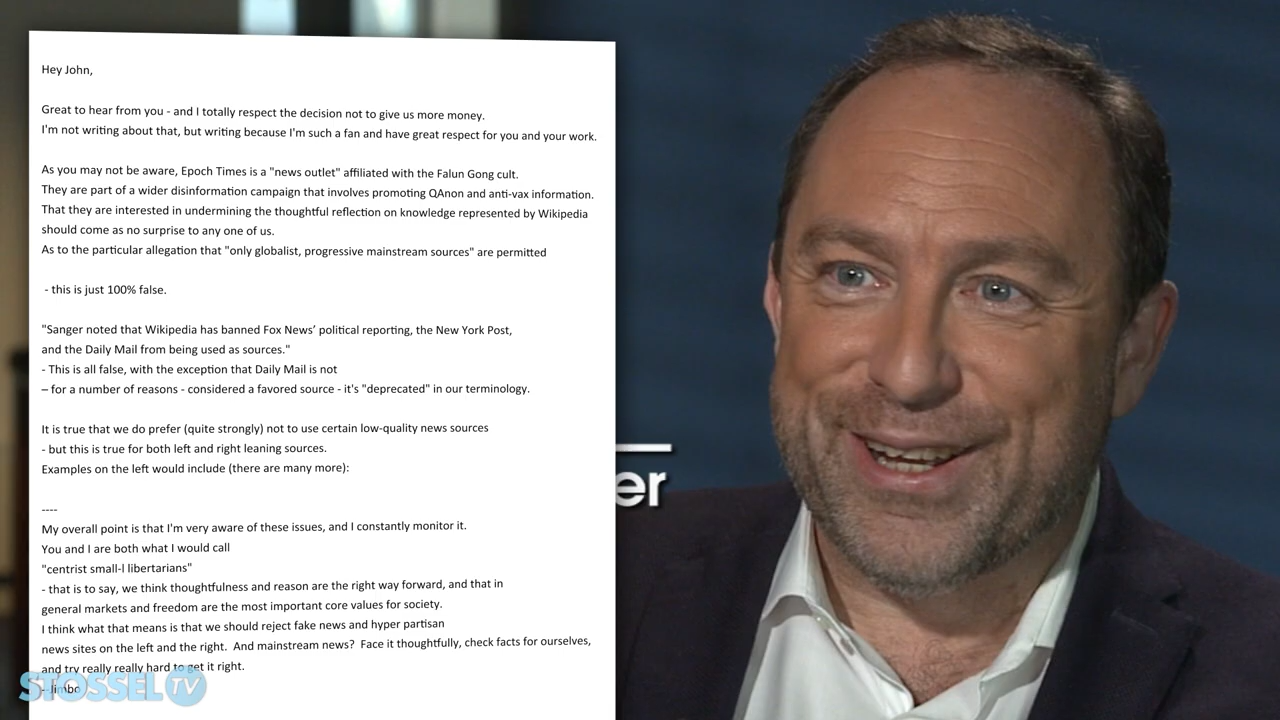 Hey John,
Great to hear from you - and I totally respect the decision not to give us more money.
I'm not writing about that, but writing because I'm such a fan and have great respect for you and your work.
As you may not be aware, Epoch Times is a "news outlet" affiliated with the Falun Gong cult.
They are part of a wider disinformation campaign that involves promoting QAnon and anti-vax information.
That they are interested in undermining the thoughtful reflection on knowledge represented by Wikipedia
should come as no surprise to any one of us.
As to the particular allegation that "only globalist, progressive mainstream sources" are permitted
- this is just 100% false.
"Sanger noted that Wikipedia has banned Fox News’ political reporting, the New York Post,
and the Daily Mail from being used as sources."
- This is all false, with the exception that Daily Mail is not
– for a number of reasons - considered a favored source - it's "deprecated" in our terminology.
It is true that we do prefer (quite strongly) not to use certain low-quality news sources
- but this is true for both left and right leaning sources.
Examples on the left would include (there are many more):
----
My overall point is that I'm very aware of these issues, and I constantly monitor it.
You and I are both what I would call
"centrist small-l libertarians"
- that is to say, we think thoughtfulness and reason are the right way forward, and that in
general markets and freedom are the most important core values for society.
I think what that means is that we should reject fake news and hyper partisan
news sites on the left and the right.  And mainstream news?  Face it thoughtfully, check facts for ourselves,
and try really really hard to get it right.
- Jimbo
STOSSEL TV
er